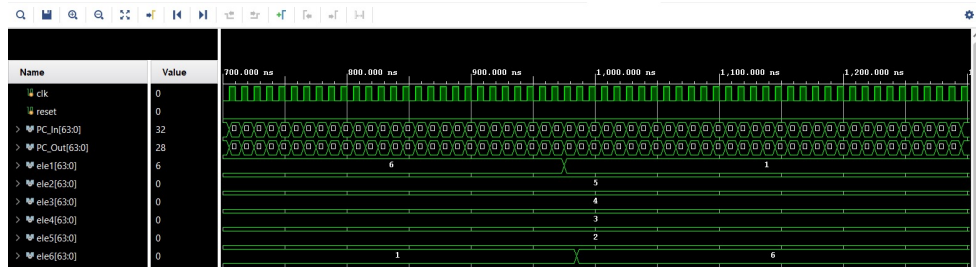 Name Value
700.000 ns 800.000 ns 900.000 ns 1,000.000 ns 1,100.000 ns 1,200.000 ns
clk 0
reset 0
PC_In[63:0] 32
PC_Out[63:0] 28
ele1[63:0] 6 6 1
ele2[63:0] 0 5
ele3[63:0] 0 4
ele4[63:0] 0 3
ele5[63:0] 0 2
ele6[63:0] 0 1 6